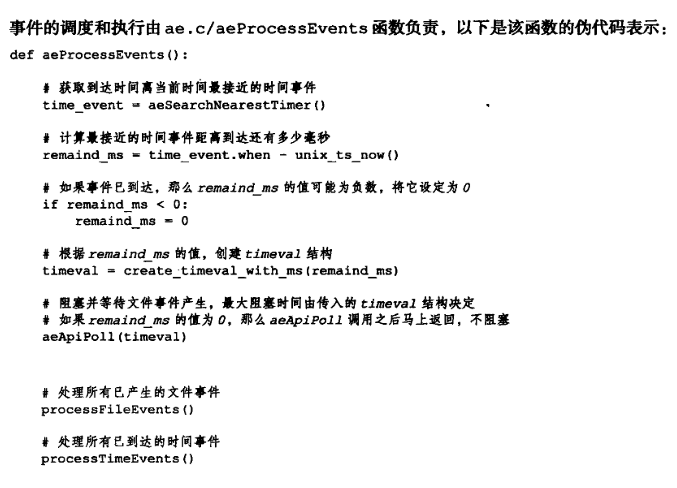 事件的调度和执行由 ae.c/aeProcessEvents 函数负责，以下是该函数的伪代码表示：
def aeProcessEvents():
# 获取到达时间离当前时间最接近的时间事件
time_event = aeSearchNearestTimer()
# 计算最接近的时间事件距离到达还有多少毫秒
remaind_ms = time_event.when - unix_ts_now()
# 如果事件已到达，那么 remaind_ms 的值可能为负数，将它设定为 0
if remaind_ms < 0:
remaind_ms = 0
# 根据 remaind_ms 的值，创建 timeval 结构
timeval = create_timeval_with_ms(remaind_ms)
# 阻塞并等待文件事件产生，最大阻塞时间由传入的 timeval 结构决定
# 如果 remaind_ms 的值为 0，那么 aeApiPoll 调用之后马上返回，不阻塞
aeApiPoll(timeval)
# 处理所有已产生的文件事件
processFileEvents()
# 处理所有已到达的时间事件
processTimeEvents()